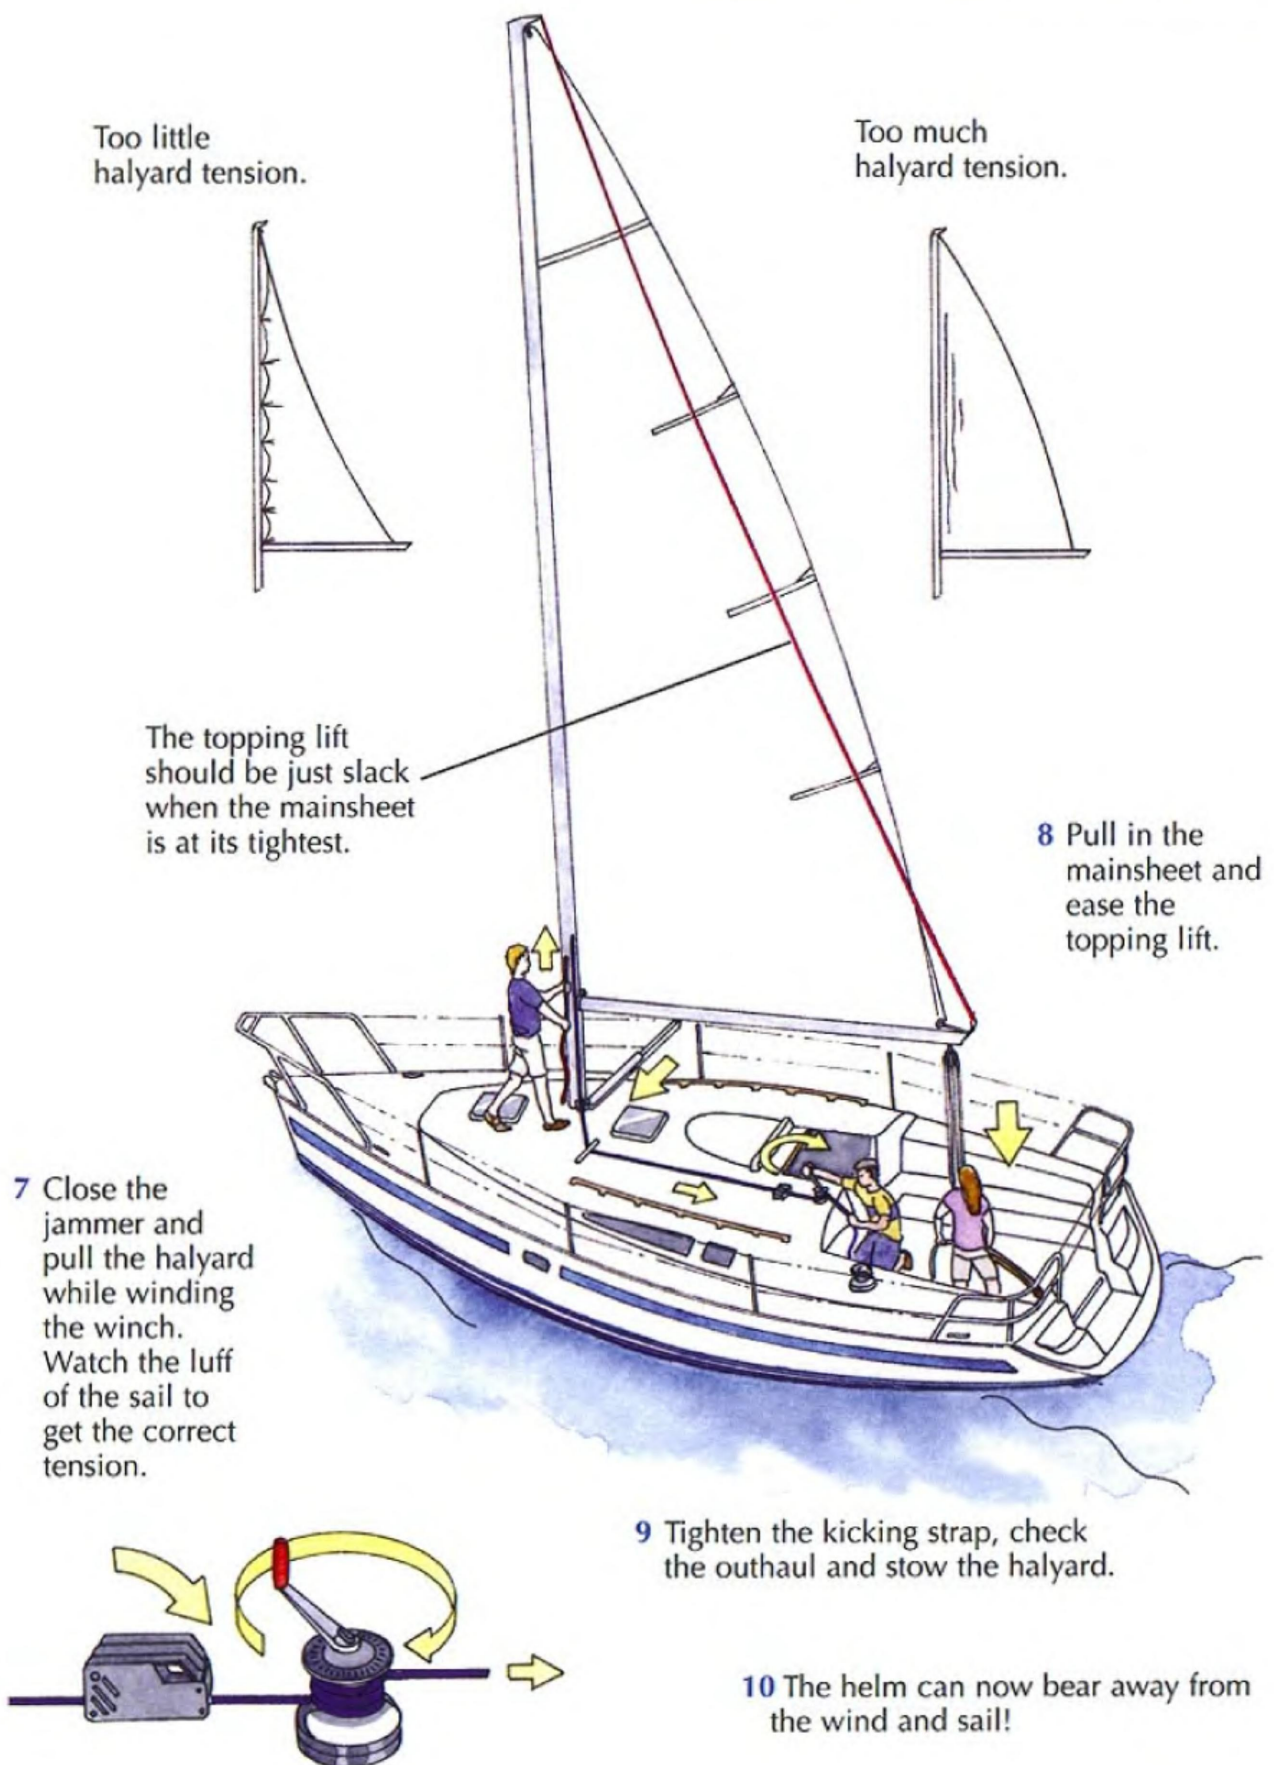 Too little
halyard tension.
Too much
halyard tension.
The topping lift
should be just slack
when the mainsheet
is at its tightest.
8 Pull in the
mainsheet and
ease the
topping lift.
7 Close the
jammer and
pull the halyard
while winding
the winch.
Watch the luff
of the sail to
get the correct
tension.
9 Tighten the kicking strap, check
the outhaul and stow the halyard.
10 The helm can now bear away from
the wind and sail!